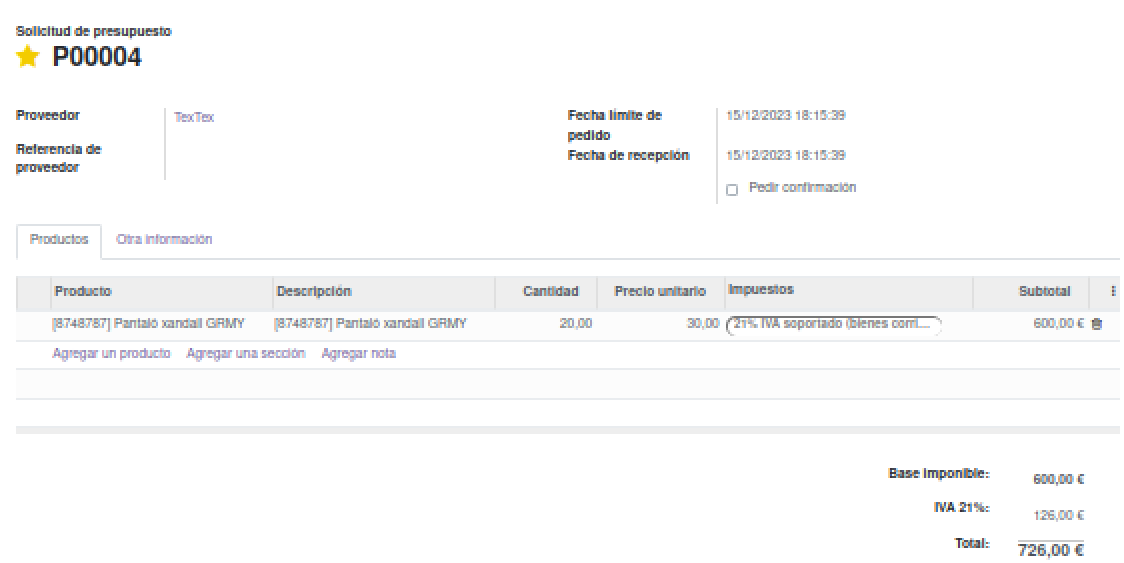 Solicitud de presupuesto
P00004
Proveedor TexTex
Referencia de
proveedor
Fecha límite de
pedido 15/12/2023 18:15:39
Fecha de recepción 15/12/2023 18:15:39
Pedir confirmación
Productos Otra información
Producto Descripción Cantidad Precio unitario Impuestos Subtotal
[8748787] Pantaló xandall GRMY [8748787] Pantaló xandall GRMY 20,00 30,00 21% IVA soportado (bienes corri... 600,00 €
Agregar un producto Agregar una sección Agregar nota
Base imponible: 600,00 €
IVA 21%: 126,00 €
Total: 726,00 €